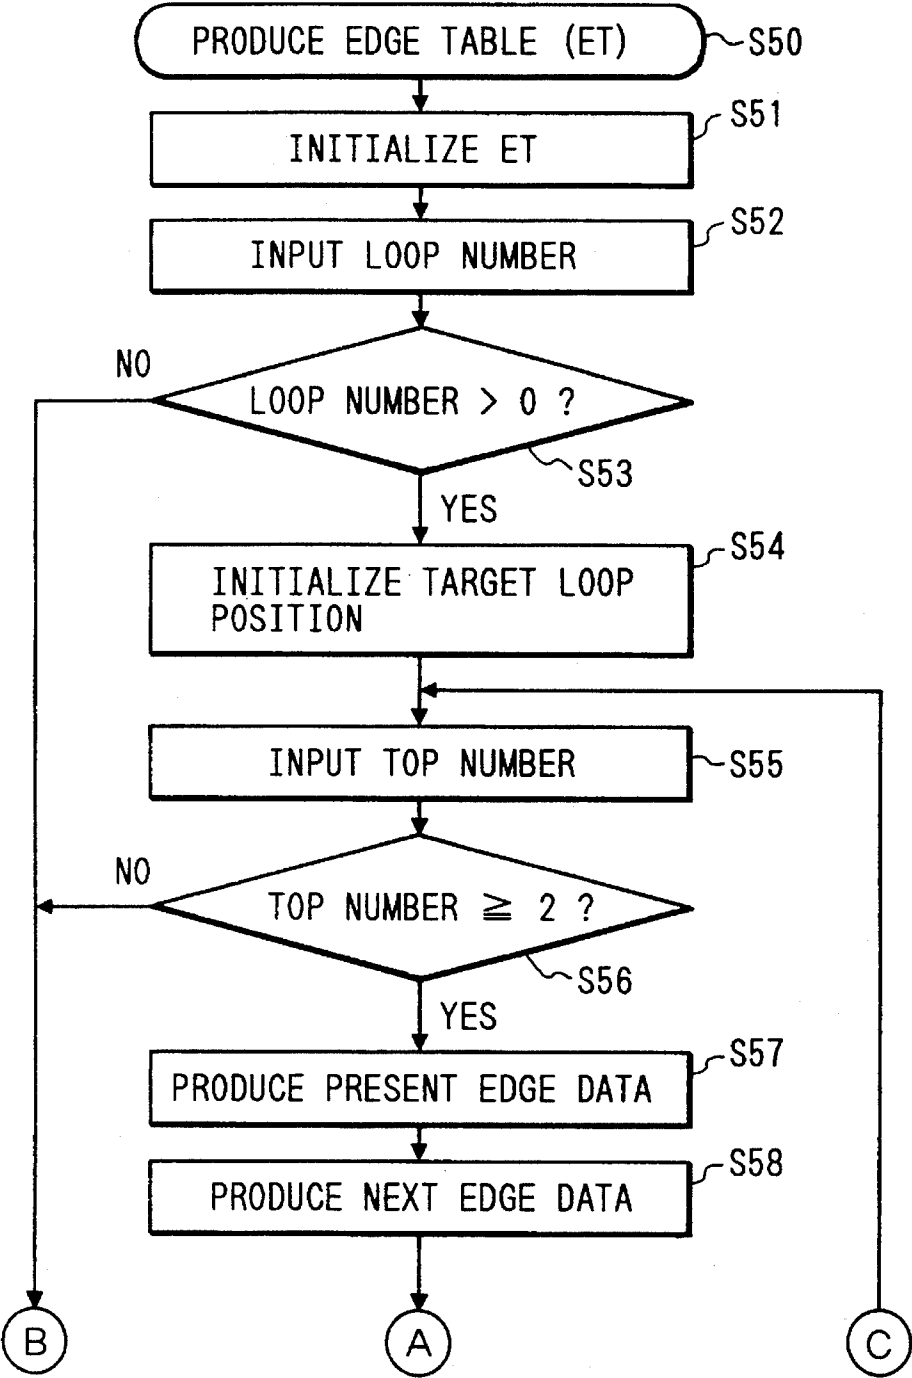 PRODUCE EDGE TABLE (ET)
S50
S51
INITIALIZE ET
S52
INPUT LOOP NUMBER
NO
LOOP NUMBER > 0 ?
S53
YES
S54
INITIALIZE TARGET LOOP
POSITION
INPUT TOP NUMBER
S55
NO
TOP NUMBER ≧ 2 ?
S56
YES
S57
PRODUCE PRESENT EDGE DATA
S58
PRODUCE NEXT EDGE DATA
B
A
C